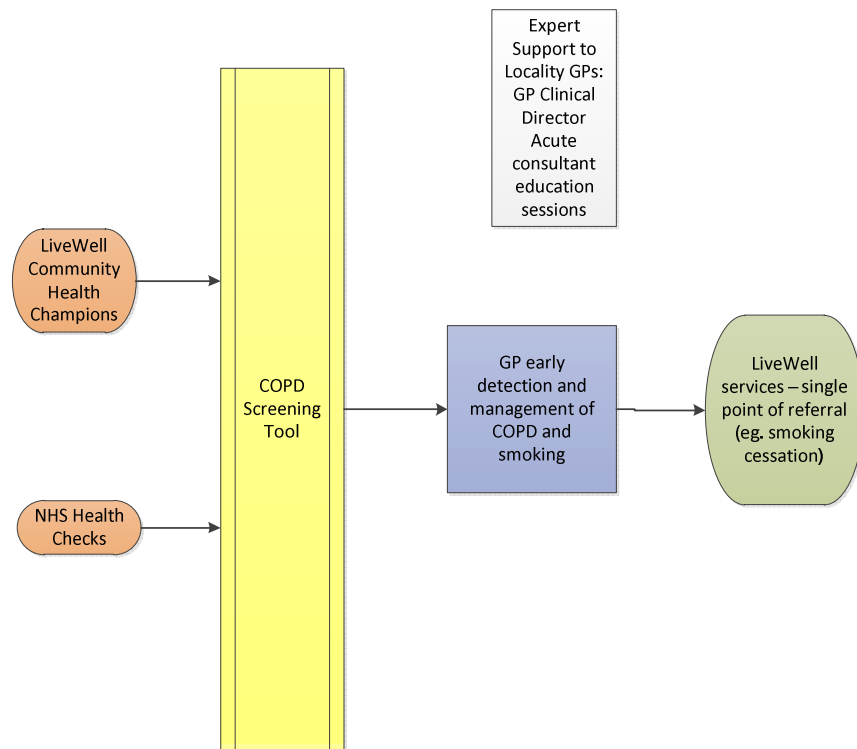 Expert
Support to
Locality GPs:
GP Clinical
Director
Acute
consultant
education
sessions
LiveWell
Community
Health
Champions
COPD
Screening
Tool
GP early
detection and
management of
COPD and
smoking
LiveWell
services – single
point of referral
(eg. smoking
cessation)
NHS Health
Checks